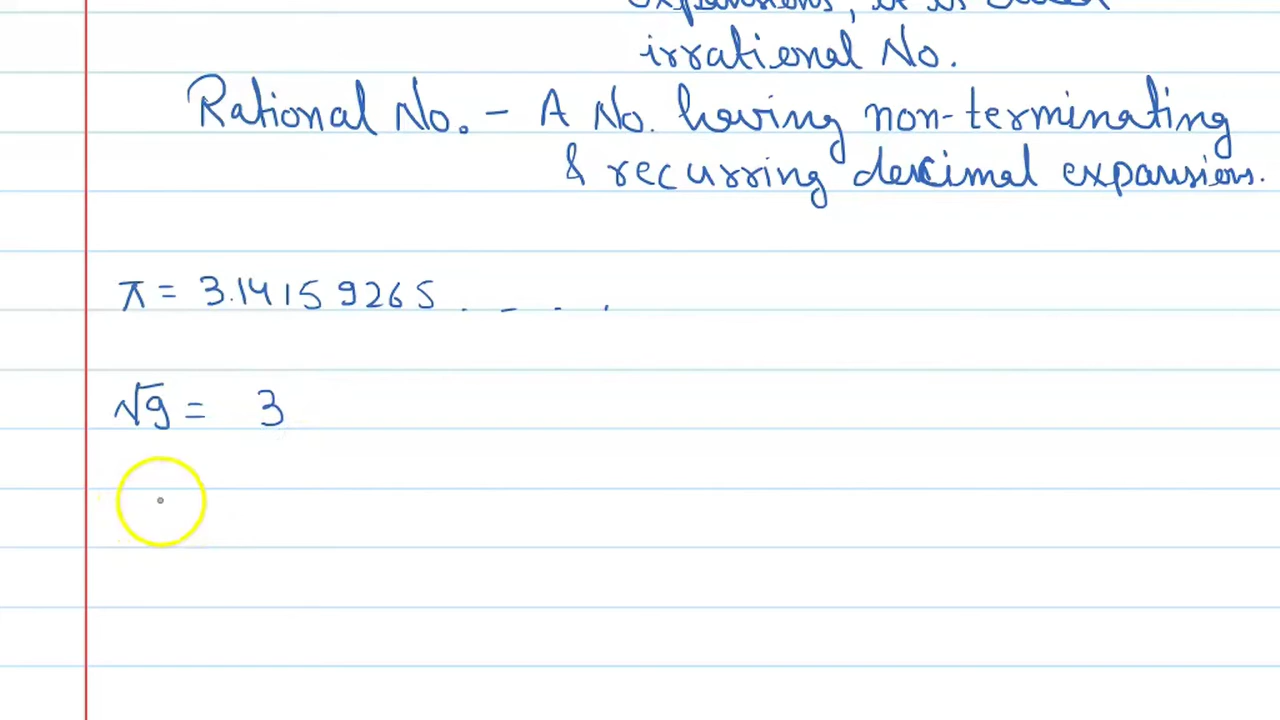 irrational No.
Rational No. - A No. having non-terminating
& recurring decimal expansions.
π = 3.14159265 . - . .
√9 = 3